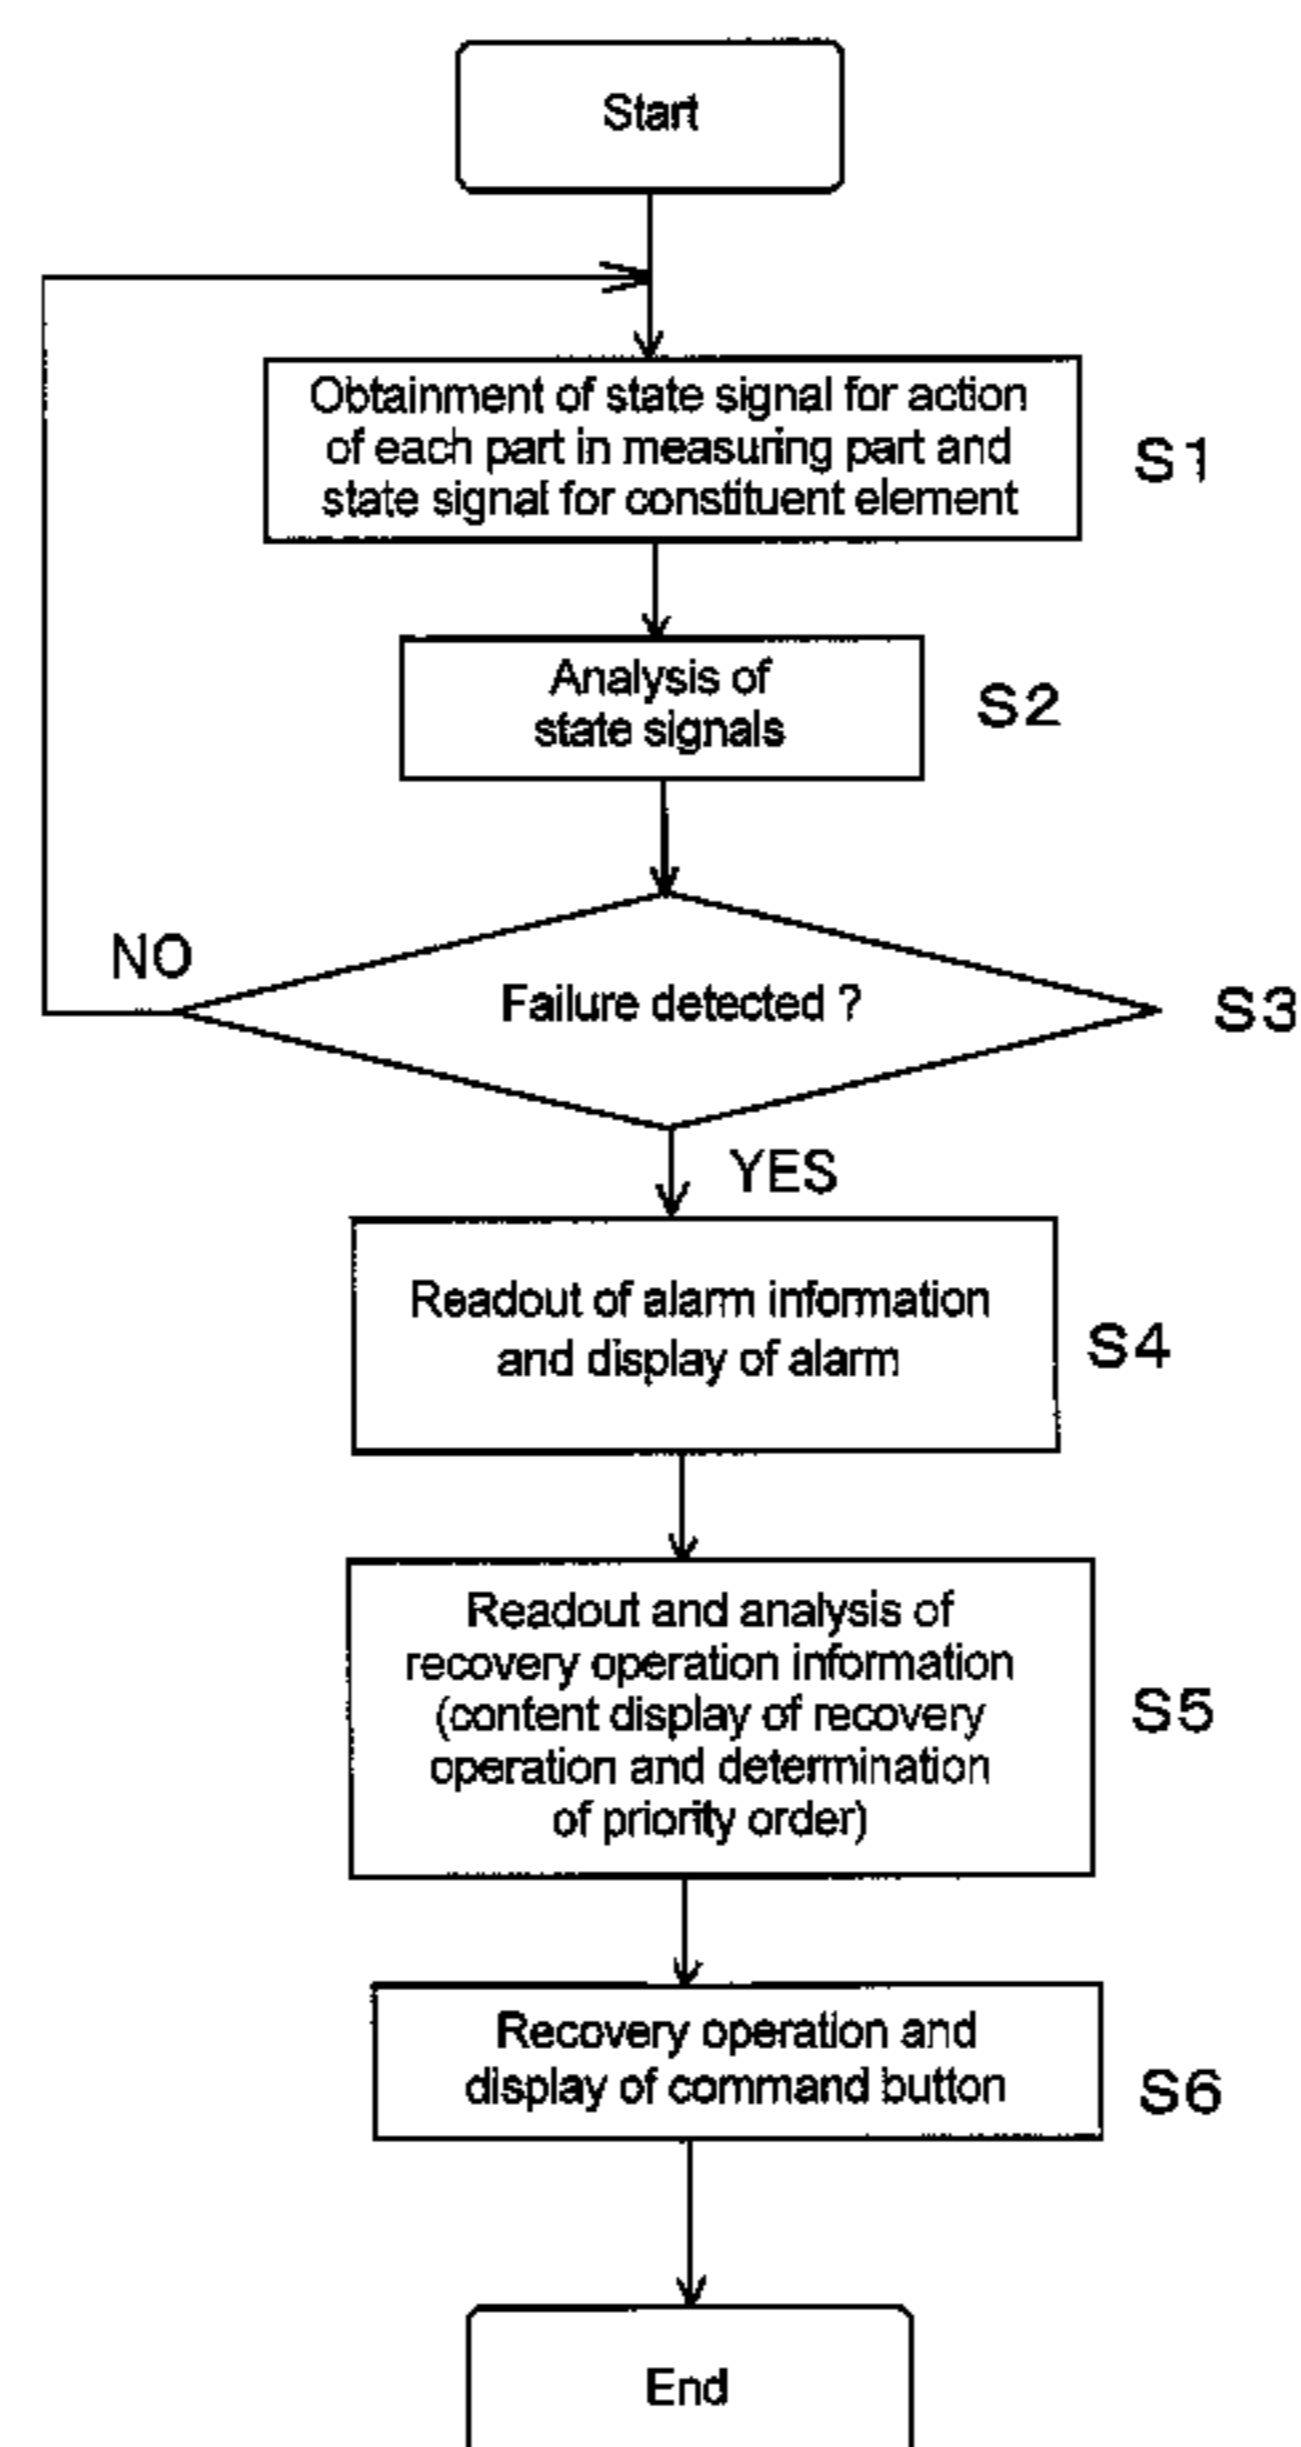 Start
Obtainment of state signal for action
of each part in measuring part and
state signal for constituent element
S1
Analysis of
state signals
S2
NO
Failure detected ?
S3
YES
Readout of alarm information
and display of alarm
S4
Readout and analysis of
recovery operation information
(content display of recovery
operation and determination
of priority order)
S5
Recovery operation and
display of command button
S6
End